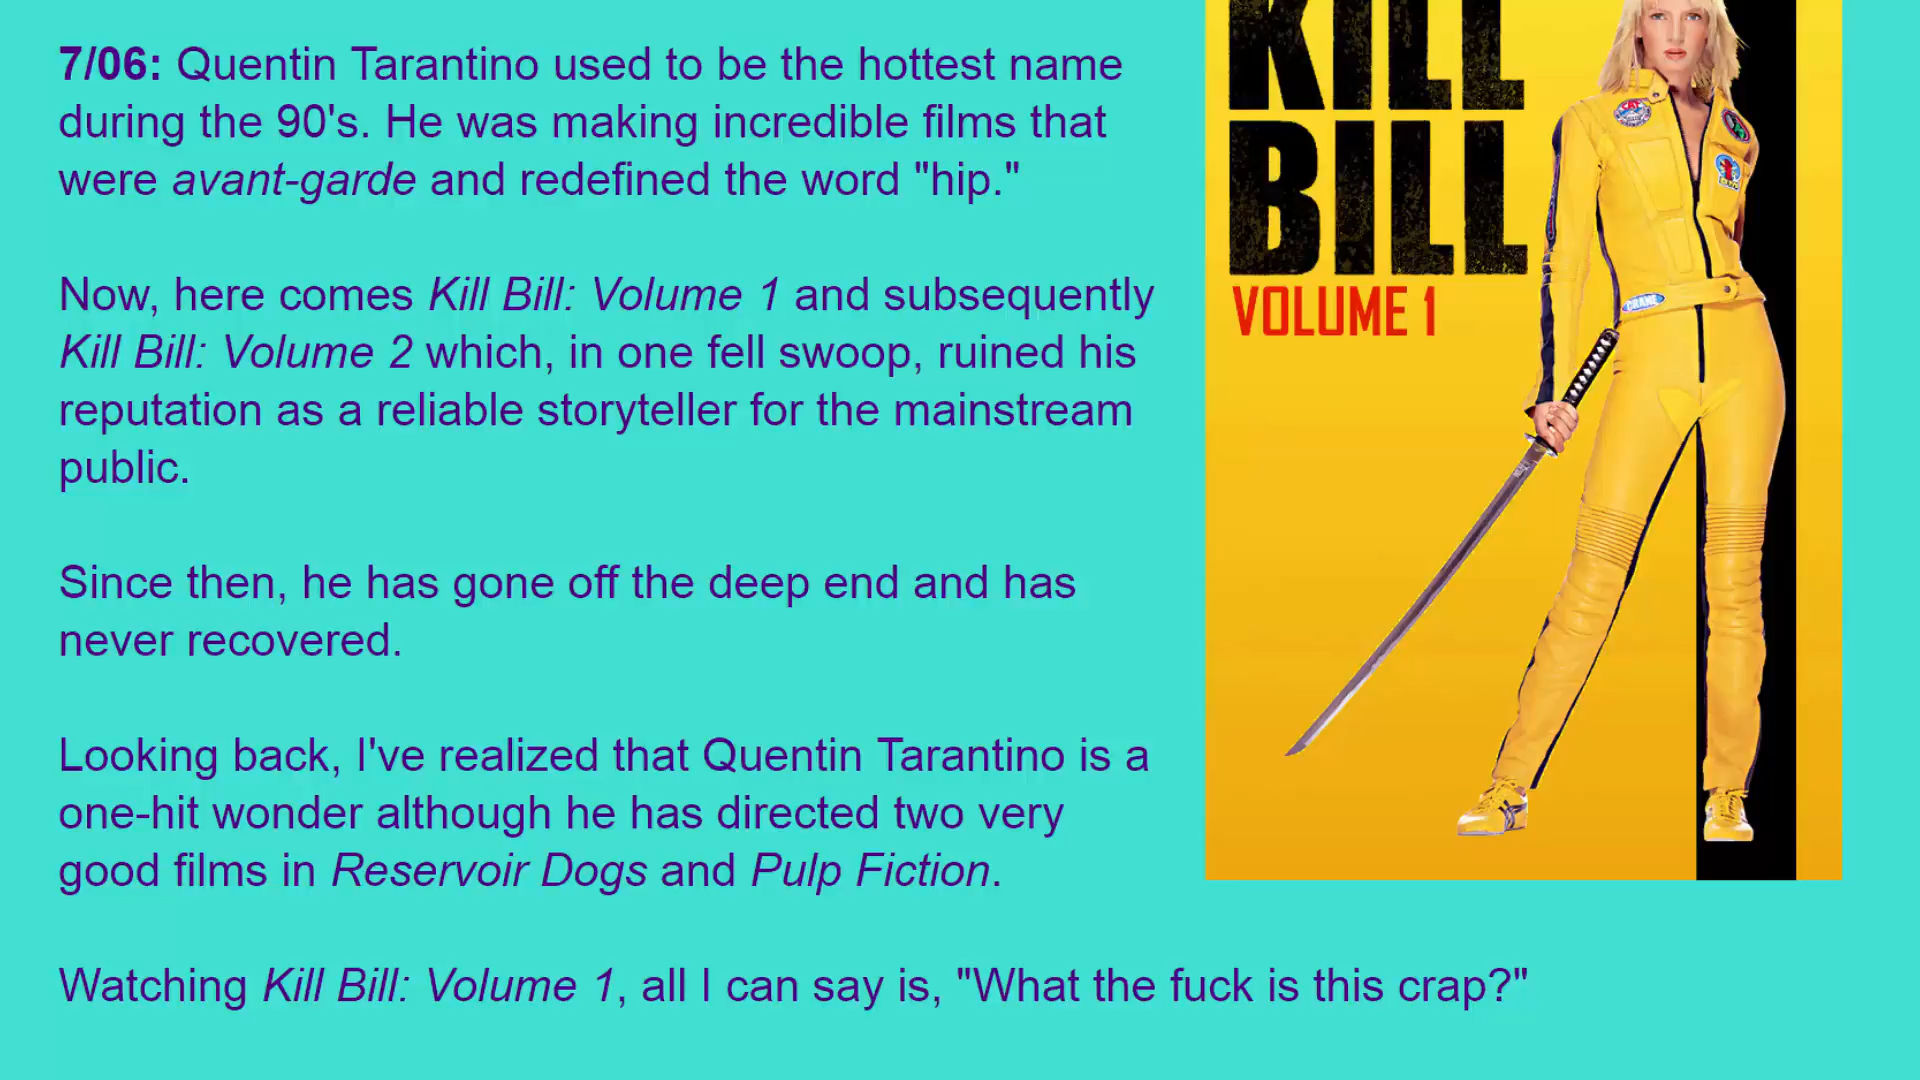 7/06: Quentin Tarantino used to be the hottest name
during the 90's. He was making incredible films that
were avant-garde and redefined the word "hip."
Now, here comes Kill Bill: Volume 1 and subsequently
Kill Bill: Volume 2 which, in one fell swoop, ruined his
reputation as a reliable storyteller for the mainstream
public.
Since then, he has gone off the deep end and has
never recovered.
Looking back, I've realized that Quentin Tarantino is a
one-hit wonder although he has directed two very
good films in Reservoir Dogs and Pulp Fiction.
Watching Kill Bill: Volume 1, all I can say is, "What the fuck is this crap?"
KILL
BILL
VOLUME 1
CRANE